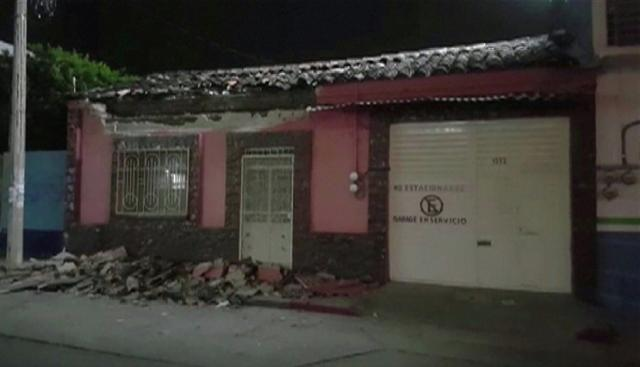 NO ESTACIONARSE
E
GARAGE EN SERVICIO